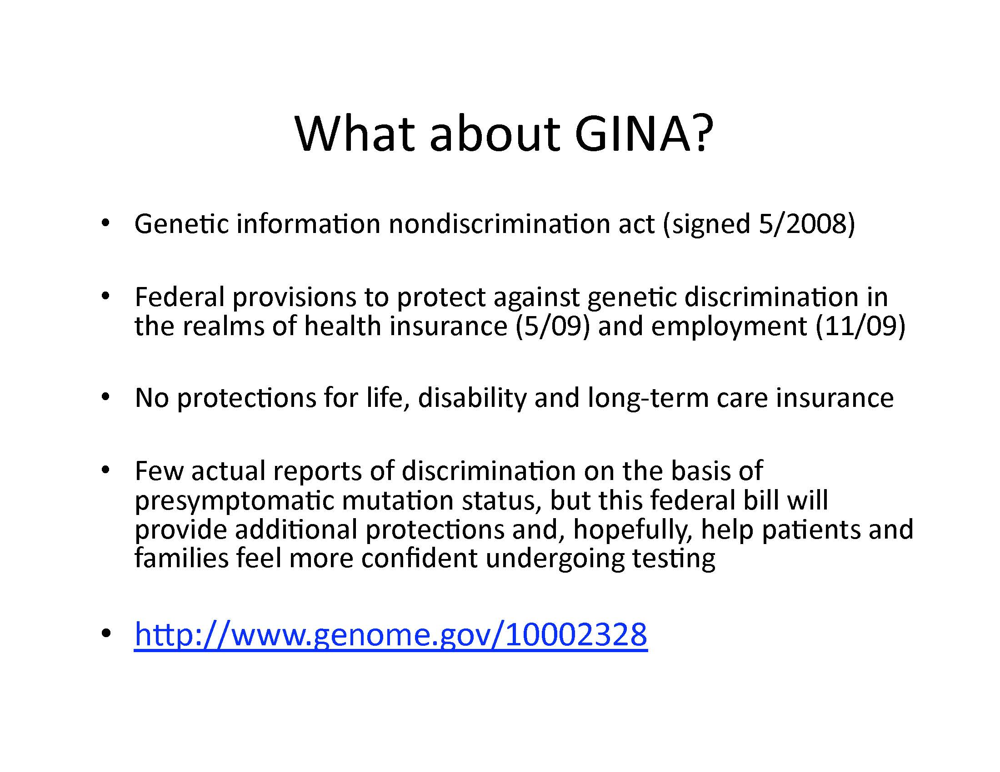 What about GINA?
• Genetic information nondiscrimination act (signed 5/2008)
• Federal provisions to protect against genetic discrimination in
the realms of health insurance (5/09) and employment (11/09)
• No protections for life, disability and long-term care insurance
• Few actual reports of discrimination on the basis of
presymptomatic mutation status, but this federal bill will
provide additional protections and, hopefully, help patients and
families feel more confident undergoing testing
• http://www.genome.gov/10002328